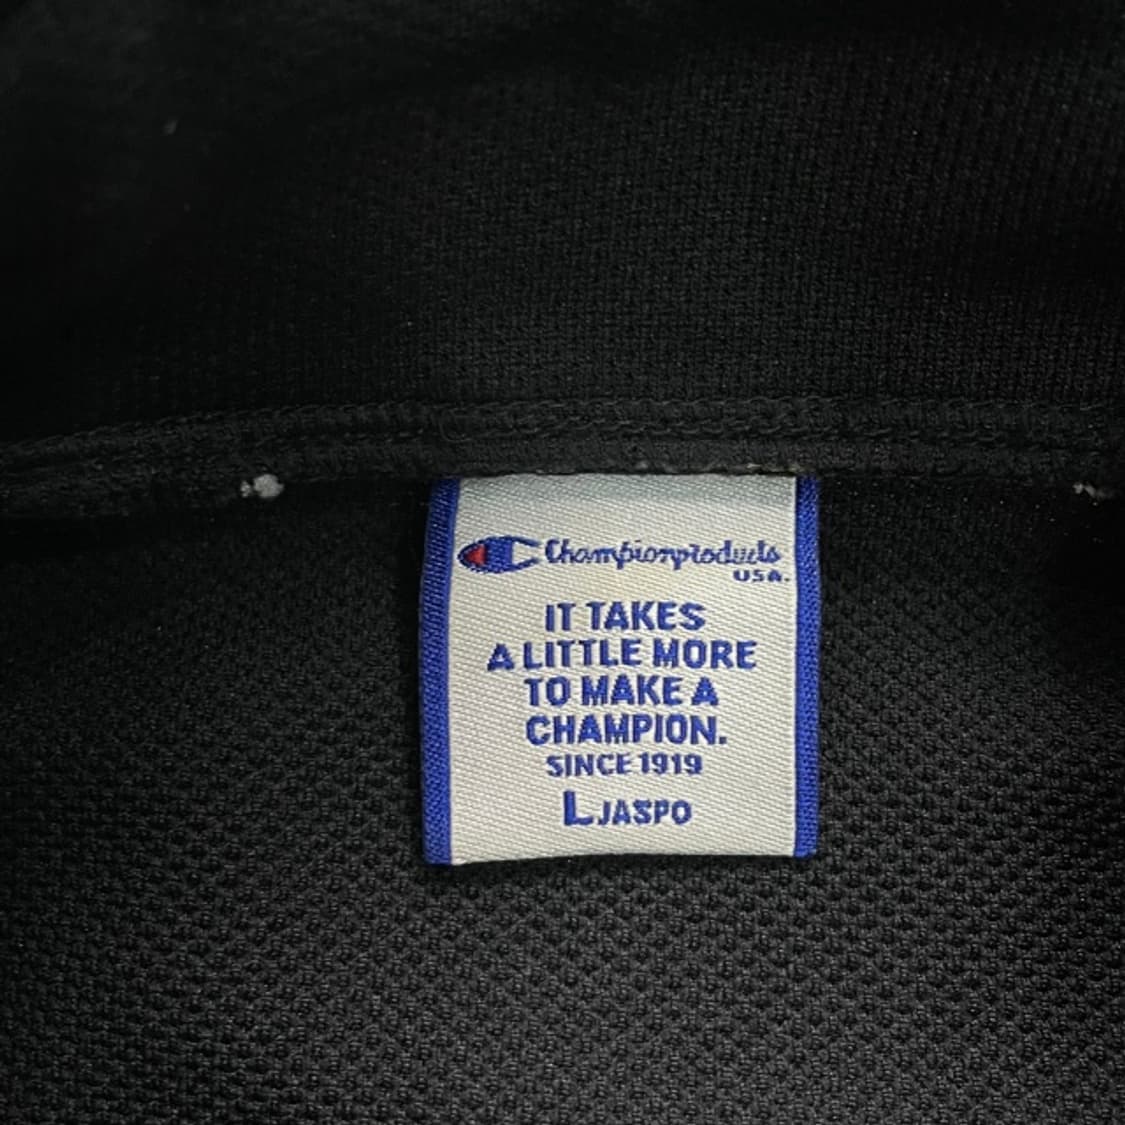 Championproducts
USA.
IT TAKES
A LITTLE MORE
TO MAKE A
CHAMPION.
SINCE 1919
L JASPO